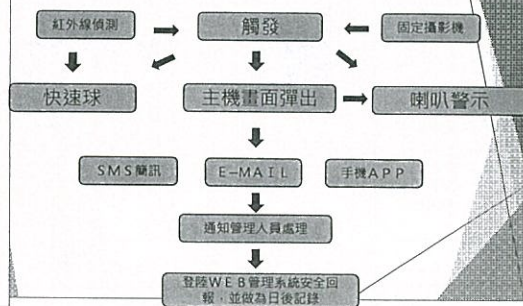 紅外線偵測
觸發
固定攝影機
快速球
主機畫面彈出
喇叭警示
SMS簡訊
E-MAIL
手機APP
通知管理人員處理
登陸WEB管理系統安全回
報，並做為日後記錄